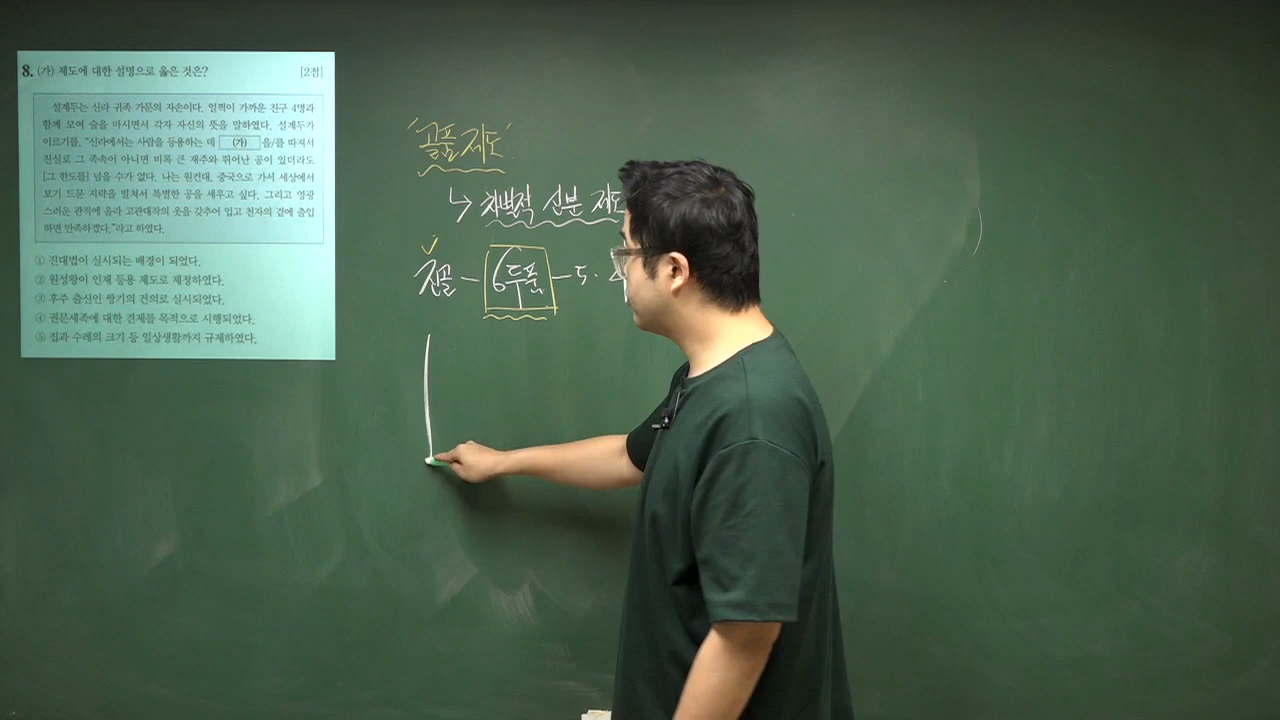 8. (가) 제도에 대한 설명으로 옳은 것은? [2점]
설계두는 신라 귀족 가문의 자손이다. 일찍이 가까운 친구 4명과
함께 모여 술을 마시면서 각자 자신의 뜻을 말하였다. 설계두가
이르기를, "신라에서는 사람을 등용하는 데 (가) 을/를 따져서
진실로 그 족속이 아니면 비록 큰 재주와 뛰어난 공이 있더라도
[그 한도를] 넘을 수가 없다. 나는 원컨대, 중국으로 가서 세상에서
보기 드문 지략을 떨쳐서 특별한 공을 세우고 싶다. 그리고 영광
스러운 관직에 올라 고관대작의 옷을 갖추어 입고 천자의 곁에 출입
하면 만족하겠다."라고 하였다.
① 진대법이 실시되는 배경이 되었다.
② 원성왕이 인재 등용 제도로 제정하였다.
③ 후주 출신인 쌍기의 건의로 실시되었다.
④ 권문세족에 대한 견제를 목적으로 시행되었다.
⑤ 집과 수레의 크기 등 일상생활까지 규제하였다.
'골품 제도'
↳ 차별적 신분 제도
진골 - 6두품 - 5·4